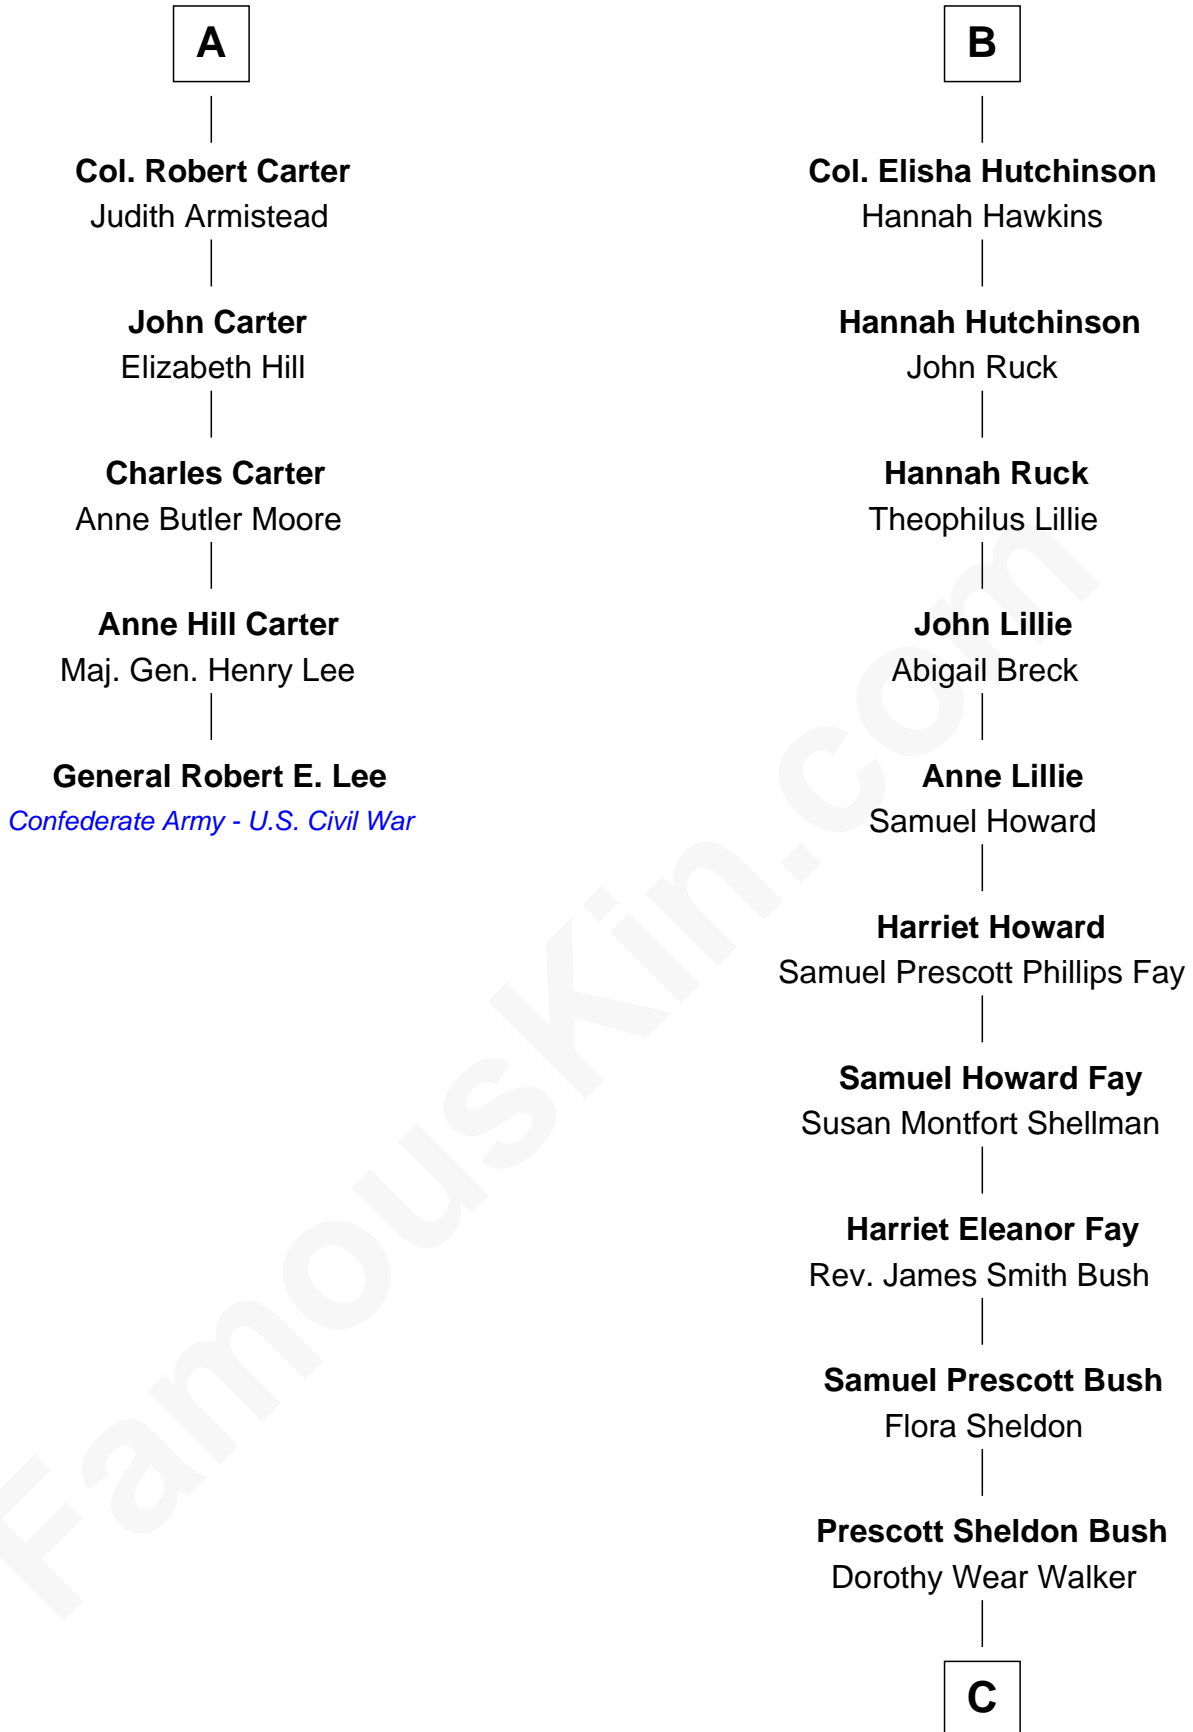 A
Col. Robert Carter
Judith Armistead
John Carter
Elizabeth Hill
Charles Carter
Anne Butler Moore
Anne Hill Carter
Maj. Gen. Henry Lee
General Robert E. Lee
Confederate Army - U.S. Civil War
B
Col. Elisha Hutchinson
Hannah Hawkins
Hannah Hutchinson
John Ruck
Hannah Ruck
Theophilus Lillie
John Lillie
Abigail Breck
Anne Lillie
Samuel Howard
Harriet Howard
Samuel Prescott Phillips Fay
Samuel Howard Fay
Susan Montfort Shellman
Harriet Eleanor Fay
Rev. James Smith Bush
Samuel Prescott Bush
Flora Sheldon
Prescott Sheldon Bush
Dorothy Wear Walker
C
FamousKin.com